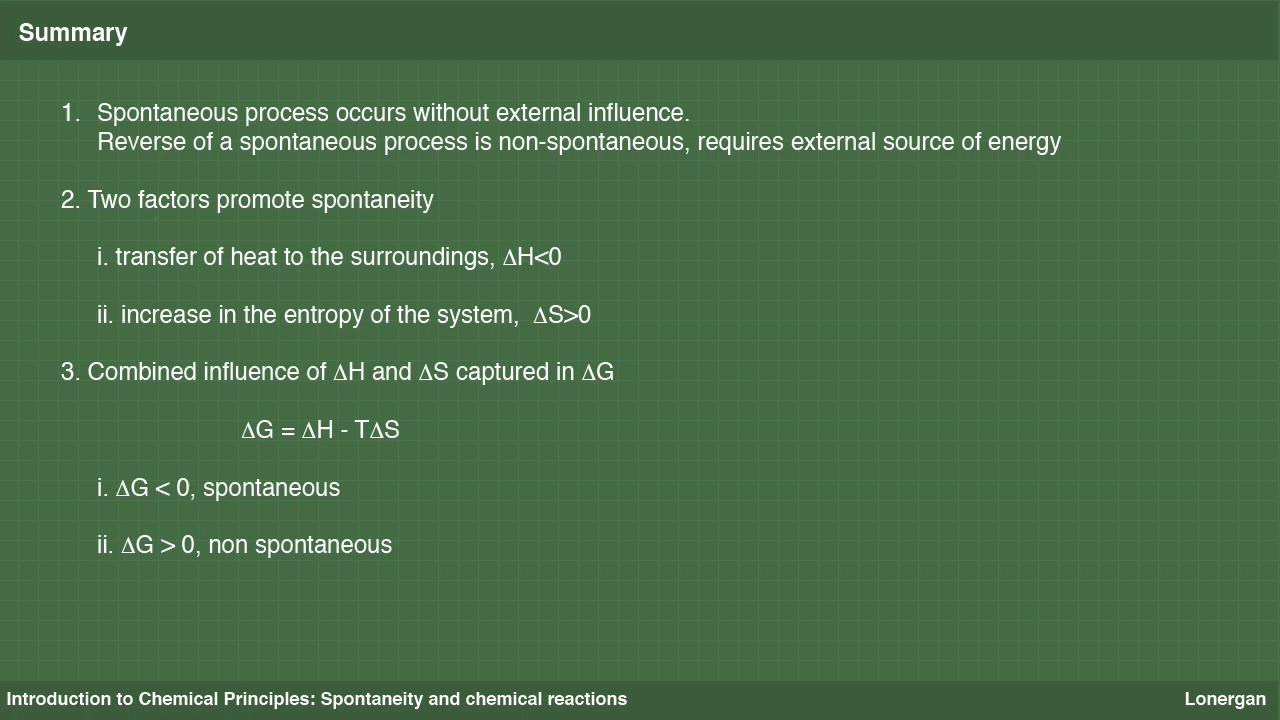 Summary
1. Spontaneous process occurs without external influence.
Reverse of a spontaneous process is non-spontaneous, requires external source of energy
2. Two factors promote spontaneity
i. transfer of heat to the surroundings, ΔH<0
ii. increase in the entropy of the system, ΔS>0
3. Combined influence of ΔH and ΔS captured in ΔG
ΔG = ΔH - TΔS
i. ΔG < 0, spontaneous
ii. ΔG > 0, non spontaneous
Introduction to Chemical Principles: Spontaneity and chemical reactions
Lonergan